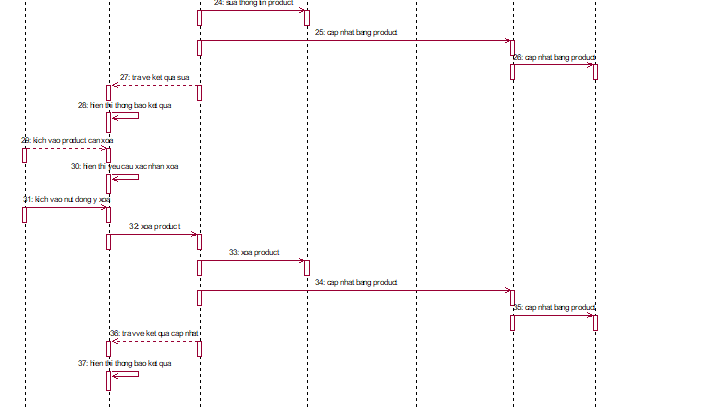 24: sua thong tin product
25: cap nhat bang product
26: cap nhat bang product
27: tra ve ket qua sua
28: hien thi thong bao ket qua
29: kich vao product can xoa
30: hien thi yeu cau xac nhan xoa
31: kich vao nut dong y xoa
32: xoa product
33: xoa product
34: cap nhat bang product
35: cap nhat bang product
36: tra vve ket qua cap nhat
37: hien thi thong bao ket qua